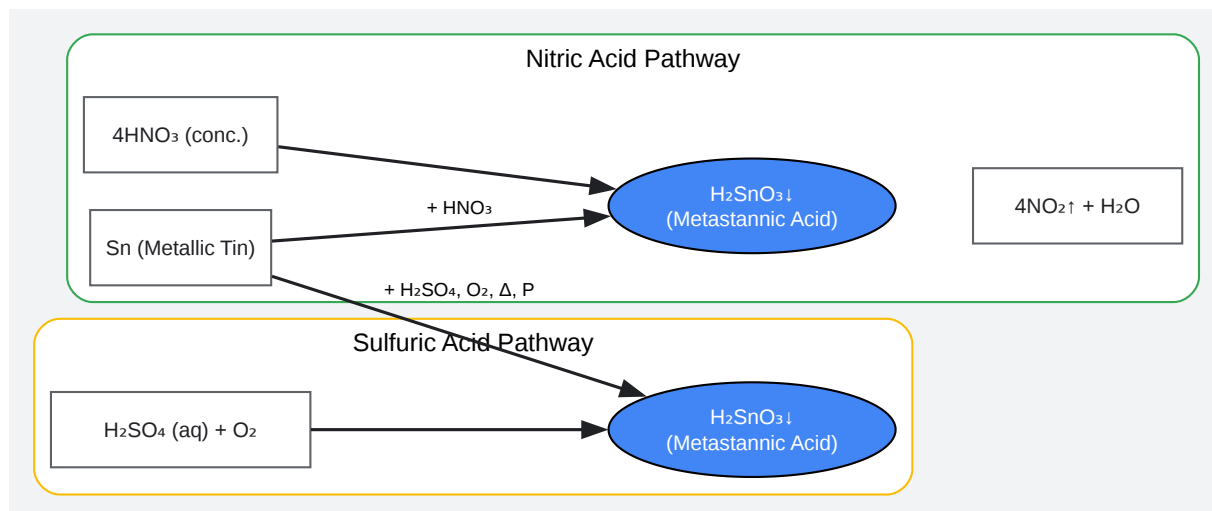 Nitric Acid Pathway
4HNO₃ (conc.)
H₂SnO₃↓
(Metastannic Acid)
4NO₂↑ + H₂O
+ HNO₃
Sn (Metallic Tin)
+ H₂SO₄, O₂, Δ, P
Sulfuric Acid Pathway
H₂SO₄ (aq) + O₂
H₂SnO₃↓
(Metastannic Acid)